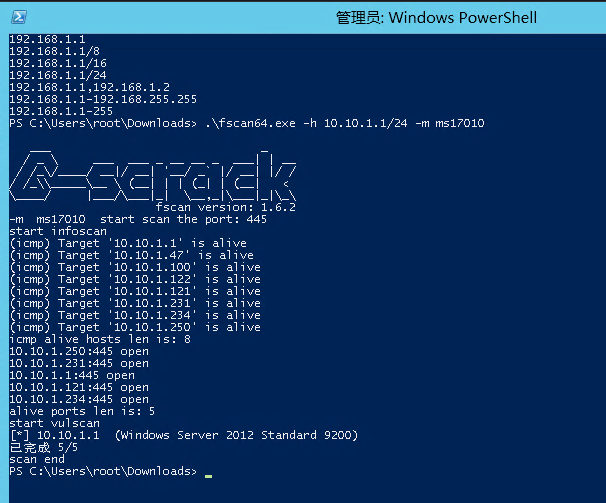 管理员: Windows PowerShell
192.168.1.1
192.168.1.1/8
192.168.1.1/16
192.168.1.1/24
192.168.1.1,192.168.1.2
192.168.1.1-192.168.255.255
192.168.1.1-255
PS C:\Users\root\Downloads> .\fscan64.exe -h 10.10.1.1/24 -m ms17010
fscan version: 1.6.2
-m  ms17010  start scan the port: 445
start infoscan
(icmp) Target '10.10.1.1' is alive
(icmp) Target '10.10.1.47' is alive
(icmp) Target '10.10.1.100' is alive
(icmp) Target '10.10.1.122' is alive
(icmp) Target '10.10.1.121' is alive
(icmp) Target '10.10.1.231' is alive
(icmp) Target '10.10.1.234' is alive
(icmp) Target '10.10.1.250' is alive
icmp alive hosts len is: 8
10.10.1.250:445 open
10.10.1.231:445 open
10.10.1.1:445 open
10.10.1.121:445 open
10.10.1.234:445 open
alive ports len is: 5
start vulscan
[*] 10.10.1.1  (Windows Server 2012 Standard 9200)
已完成 5/5
scan end
PS C:\Users\root\Downloads> _